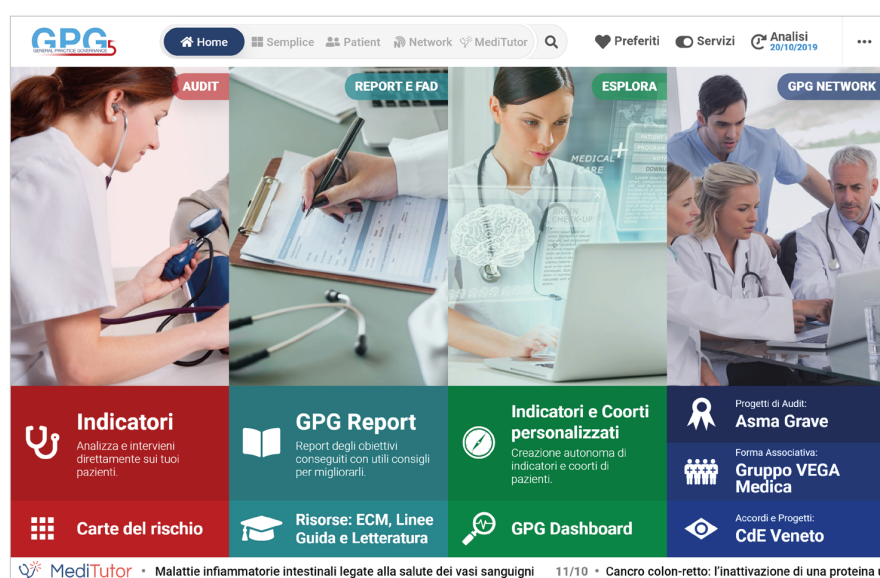 GPG5
GENERAL PRACTICE GOVERNANCE
Home
Semplice
Patient
Network
MediTutor
Preferiti
Servizi
Analisi
20/10/2019
AUDIT
REPORT E FAD
ESPLORA
GPG NETWORK
MEDICAL
CARE
CHECK-UP
Indicatori
Analizza e intervieni
direttamente sui tuoi
pazienti.
GPG Report
Report degli obiettivi
conseguiti con utili consigli
per migliorarli.
Indicatori e Coorti
personalizzati
Creazione autonoma di
indicatori e coorti di
pazienti.
Progetti di Audit:
Asma Grave
Forma Associativa:
Gruppo VEGA
Medica
Carte del rischio
Risorse: ECM, Linee
Guida e Letteratura
GPG Dashboard
Accordi e Progetti:
CdE Veneto
MediTutor • Malattie infiammatorie intestinali legate alla salute dei vasi sanguigni 11/10 • Cancro colon-retto: l'inattivazione di una proteina